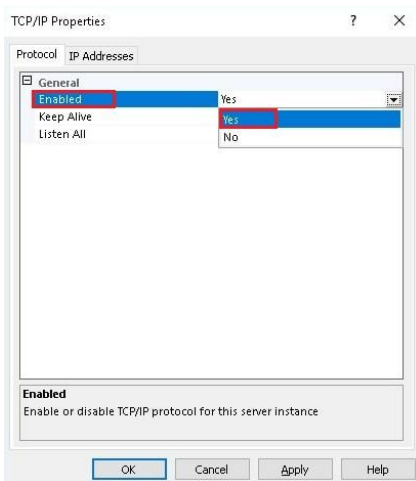 TCP/IP Properties ? ×
Protocol IP Addresses
General
Enabled Yes
Keep Alive Yes
Listen All No
Enabled
Enable or disable TCP/IP protocol for this server instance
OK Cancel Apply Help